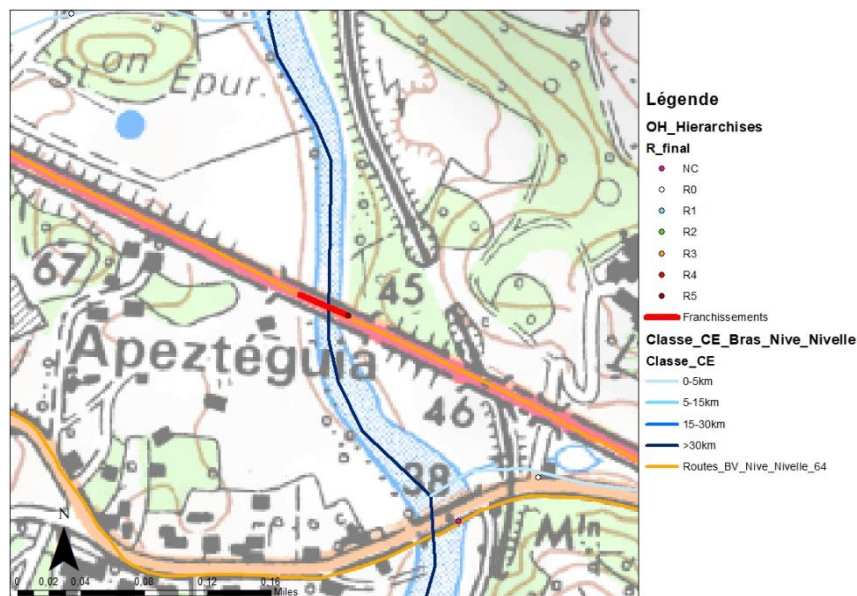 St.on Epur.
67
45
Apeztéguia
46
38
Min
N
0 0,02 0,04 0,08 0,12 0,16
Miles
Légende
OH_Hierarchises
R_final
NC
R0
R1
R2
R3
R4
R5
Franchissements
Classe_CE_Bras_Nive_Nivelle
Classe_CE
0-5km
5-15km
15-30km
>30km
Routes_BV_Nive_Nivelle_64